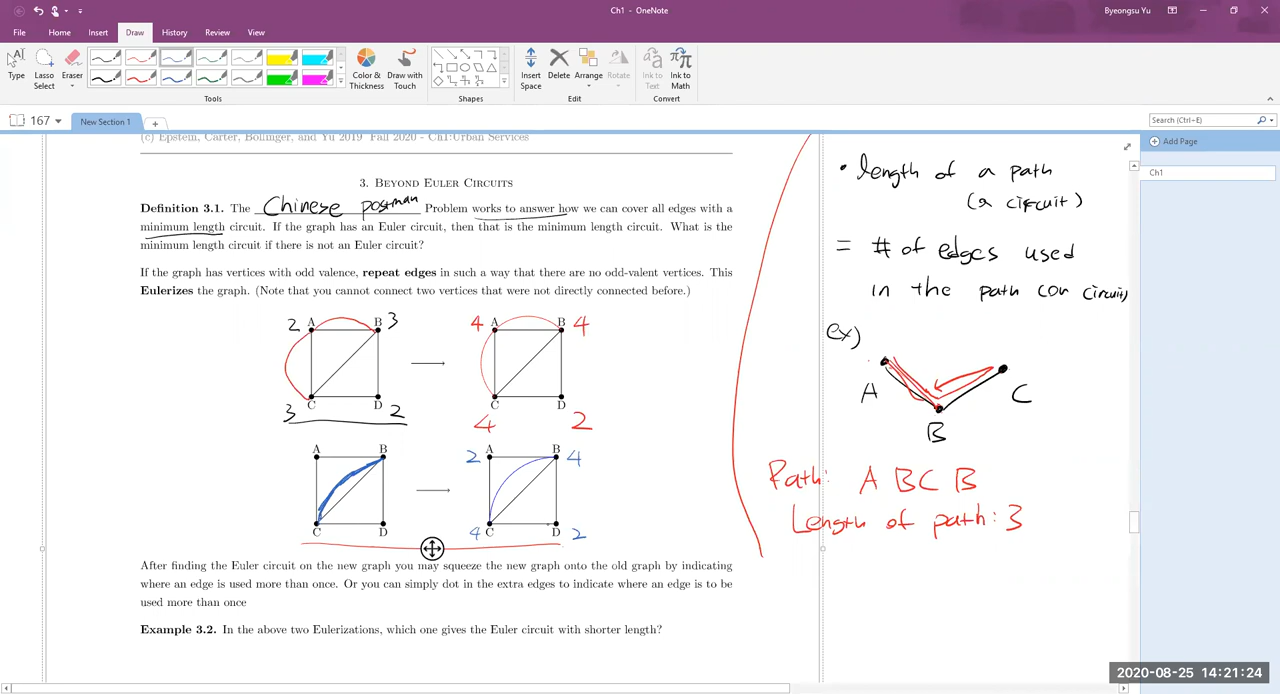 Ch1 - OneNote
Byeongsu Yu
File Home Insert Draw History Review View
Type
Lasso Select
Eraser
Color & Thickness
Draw with Touch
Insert Space
Delete
Arrange
Rotate
Ink to Text
Ink to Math
Tools
Shapes
Edit
Convert
167
New Section 1
Search (Ctrl+E)
Add Page
Ch1
(c) Epstein, Carter, Bollinger, and Yu 2019 Fall 2020 - Ch1:Urban Services
3. Beyond Euler Circuits
Definition 3.1. The Chinese postman Problem works to answer how we can cover all edges with a
minimum length circuit. If the graph has an Euler circuit, then that is the minimum length circuit. What is the
minimum length circuit if there is not an Euler circuit?
If the graph has vertices with odd valence, repeat edges in such a way that there are no odd-valent vertices. This
Eulerizes the graph. (Note that you cannot connect two vertices that were not directly connected before.)
2 A B 3
3 C D 2
4 A B 4
4 C D 2
A B
C D
2 A B 4
4 C D 2
After finding the Euler circuit on the new graph you may squeeze the new graph onto the old graph by indicating
where an edge is used more than once. Or you can simply dot in the extra edges to indicate where an edge is to be
used more than once
Example 3.2. In the above two Eulerizations, which one gives the Euler circuit with shorter length?
• length of a path
(a circuit)
= # of edges used
in the path (or circuit)
ex)
A
B
C
Path: A B C B
Length of path: 3
2020-08-25 14:21:24